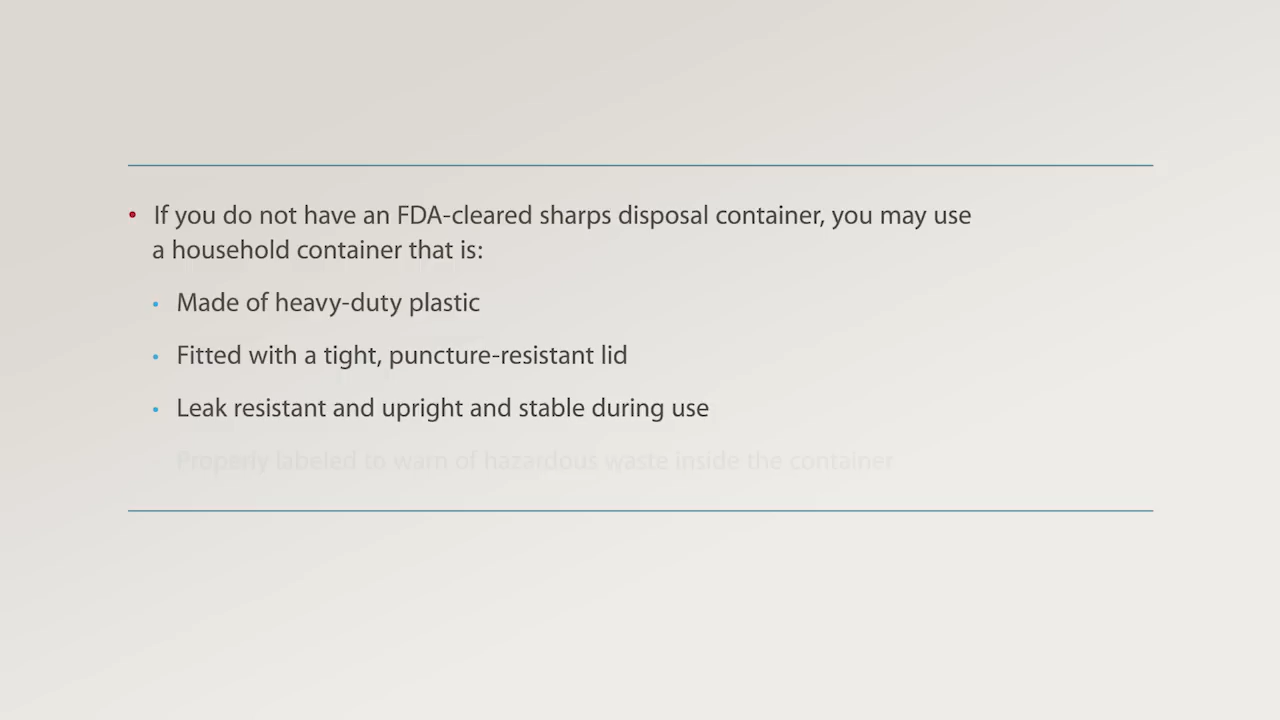 • If you do not have an FDA-cleared sharps disposal container, you may use
a household container that is:
• Made of heavy-duty plastic
• Fitted with a tight, puncture-resistant lid
• Leak resistant and upright and stable during use
Properly labeled to warn of hazardous waste inside the container